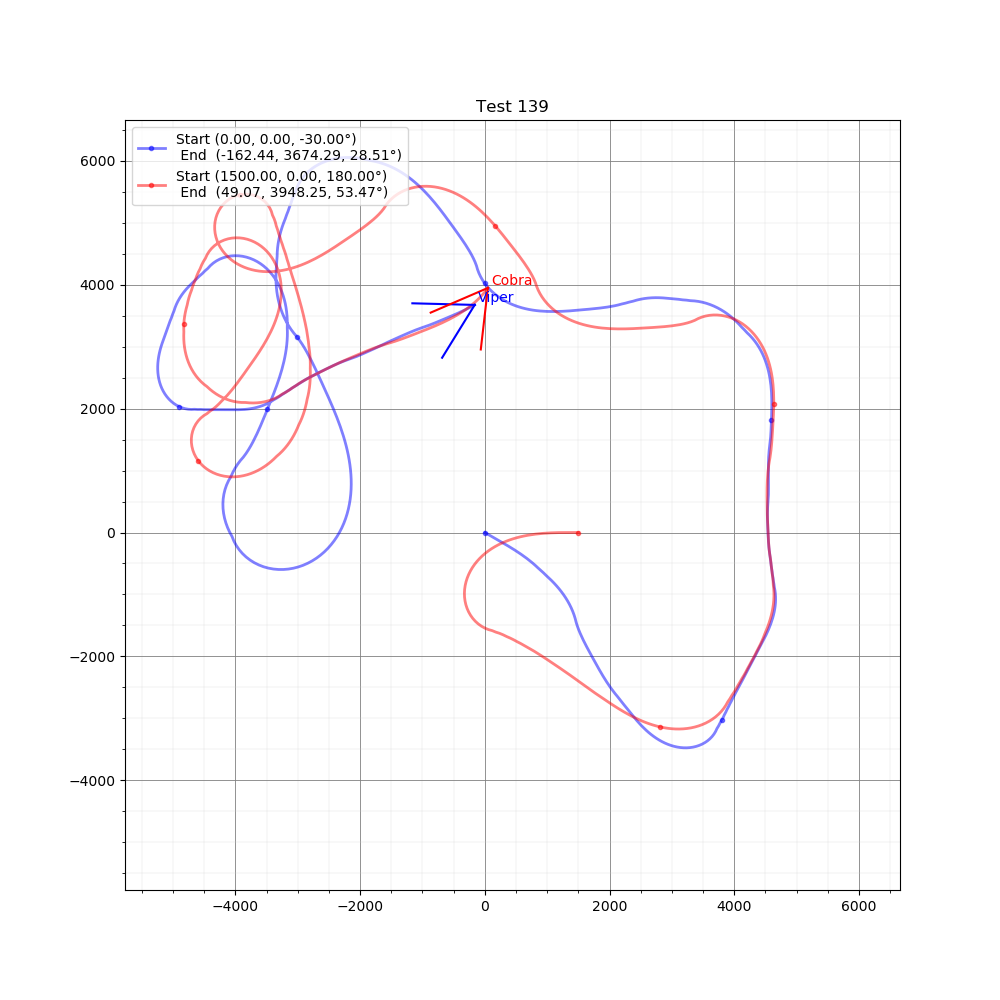 Test 139
Start (0.00, 0.00, -30.00°)
End  (-162.44, 3674.29, 28.51°)
Start (1500.00, 0.00, 180.00°)
End  (49.07, 3948.25, 53.47°)
Cobra
Viper
6000
4000
2000
0
−2000
−4000
−4000 −2000 0 2000 4000 6000